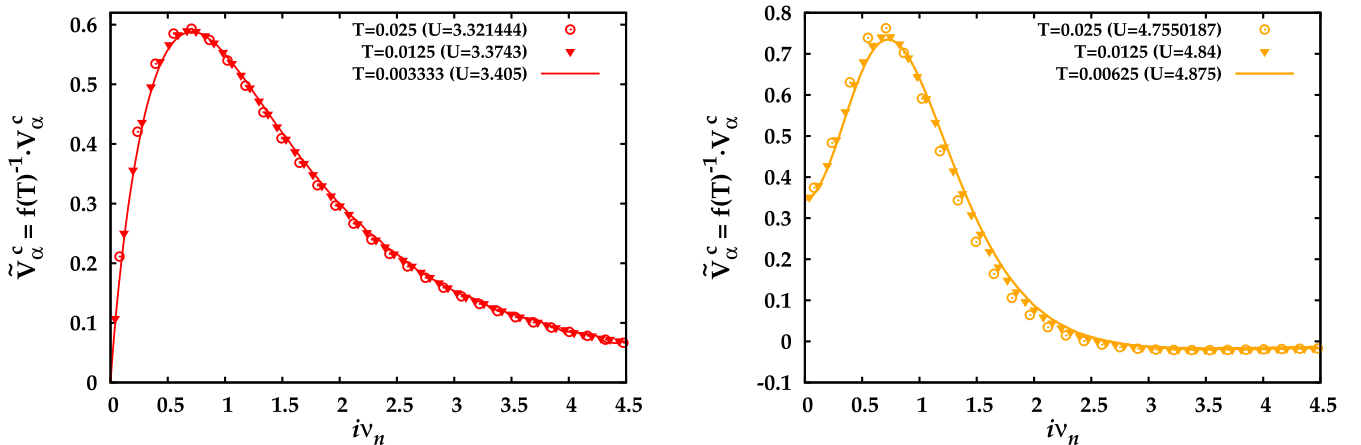 0.6
0.5
0.4
0.3
0.2
0.1
0
0 0.5 1 1.5 2 2.5 3 3.5 4 4.5
iνₙ
Ṽ_α^c = f(T)⁻¹·V_α^c
T=0.025 (U=3.321444)
T=0.0125 (U=3.3743)
T=0.003333 (U=3.405)
0.8
0.7
0.6
0.5
0.4
0.3
0.2
0.1
0
-0.1
0 0.5 1 1.5 2 2.5 3 3.5 4 4.5
iνₙ
Ṽ_α^c = f(T)⁻¹·V_α^c
T=0.025 (U=4.7550187)
T=0.0125 (U=4.84)
T=0.00625 (U=4.875)